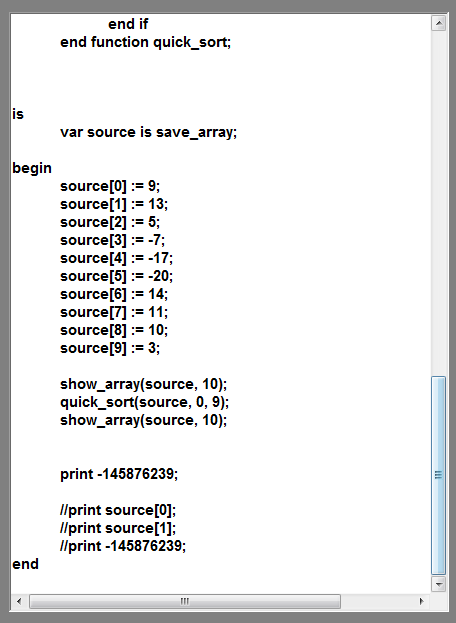 end if
end function quick_sort;
is
var source is save_array;
begin
source[0] := 9;
source[1] := 13;
source[2] := 5;
source[3] := -7;
source[4] := -17;
source[5] := -20;
source[6] := 14;
source[7] := 11;
source[8] := 10;
source[9] := 3;
show_array(source, 10);
quick_sort(source, 0, 9);
show_array(source, 10);
print -145876239;
//print source[0];
//print source[1];
//print -145876239;
end